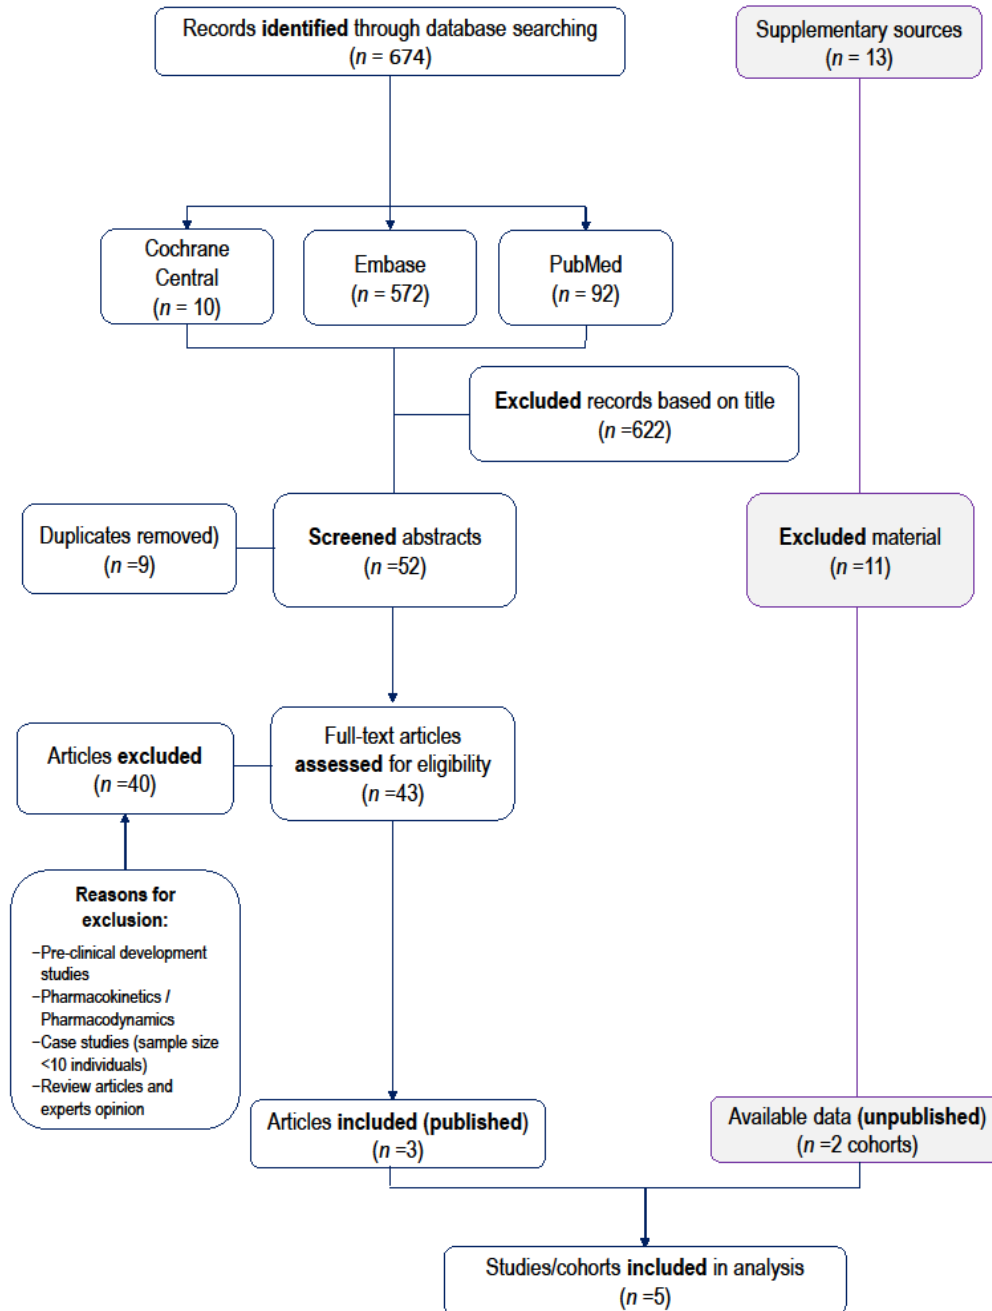 Records identified through database searching
(n = 674)
Supplementary sources
(n = 13)
Cochrane
Central
(n = 10)
Embase
(n = 572)
PubMed
(n = 92)
Excluded records based on title
(n =622)
Duplicates removed)
(n =9)
Screened abstracts
(n =52)
Excluded material
(n =11)
Articles excluded
(n =40)
Full-text articles
assessed for eligibility
(n =43)
Reasons for
exclusion:
–Pre-clinical development
studies
–Pharmacokinetics /
Pharmacodynamics
–Case studies (sample size
<10 individuals)
–Review articles and
experts opinion
Articles included (published)
(n =3)
Available data (unpublished)
(n =2 cohorts)
Studies/cohorts included in analysis
(n =5)